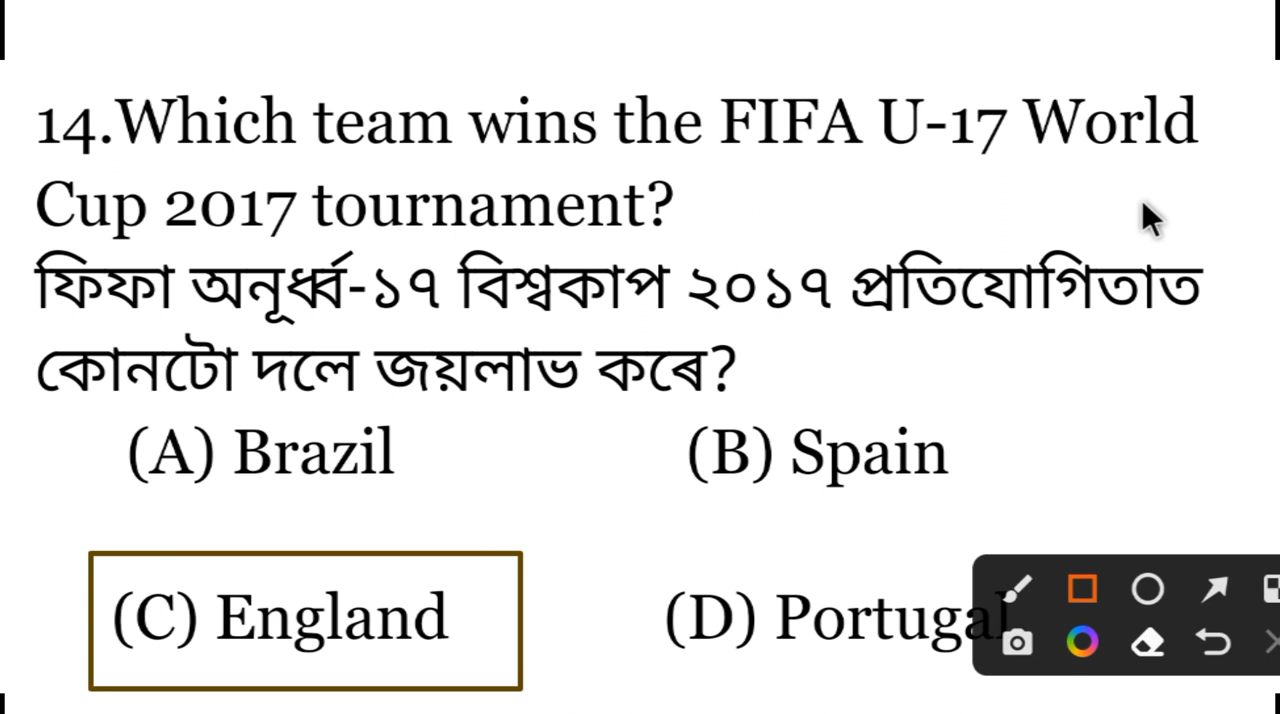 14.Which team wins the FIFA U-17 World
Cup 2017 tournament?
ফিফা অনূৰ্ধ্ব-১৭ বিশ্বকাপ ২০১৭ প্ৰতিযোগিতাত
কোনটো দলে জয়লাভ কৰে?
(A) Brazil (B) Spain
(C) England (D) Portugal